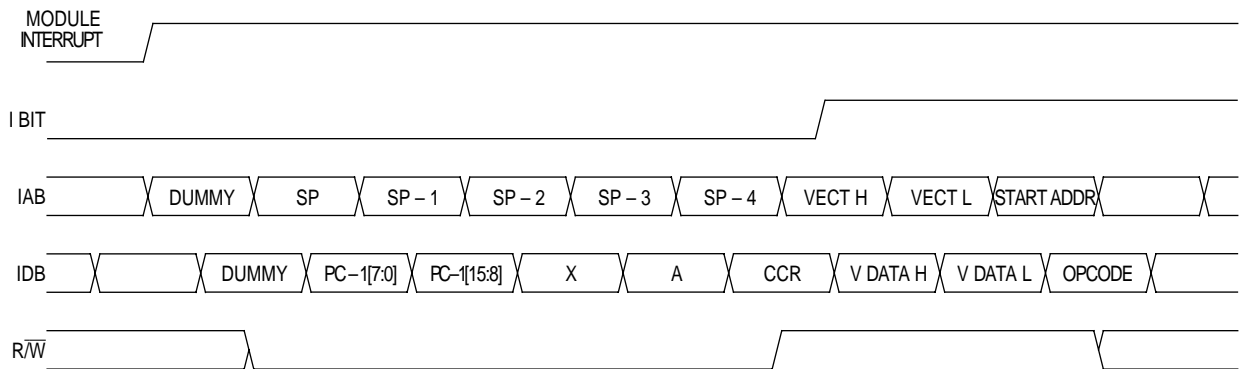 MODULE
INTERRUPT
I BIT
IAB DUMMY SP SP – 1 SP – 2 SP – 3 SP – 4 VECT H VECT L START ADDR
IDB DUMMY PC – 1[7:0] PC–1[15:8] X A CCR V DATA H V DATA L OPCODE
R/W̅